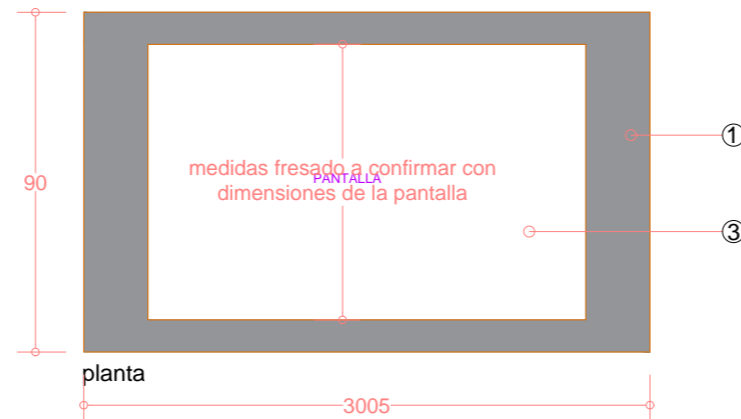 ①
medidas fresado a confirmar con
PANTALLA
dimensiones de la pantalla
90
③
planta
3005